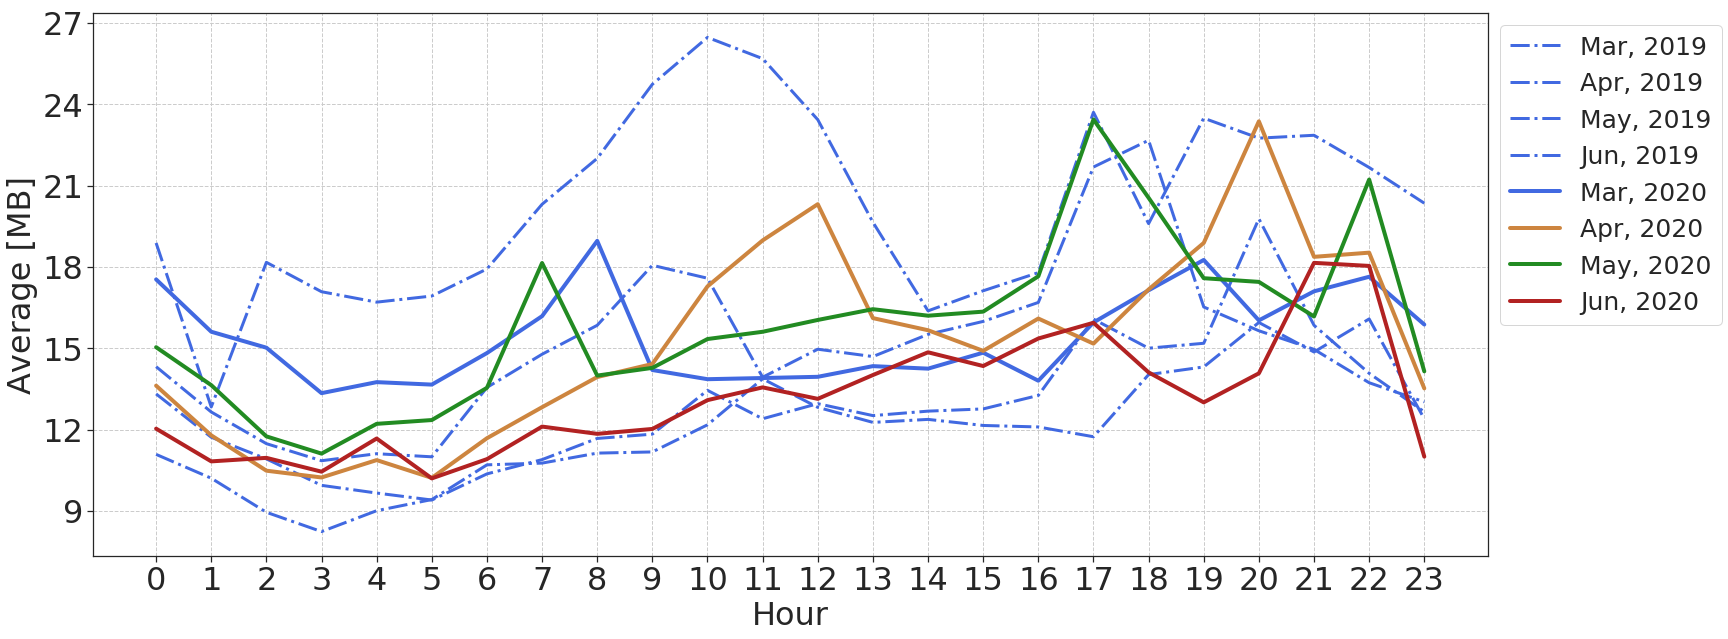 27
24
21
18
15
12
9
Average [MB]
0 1 2 3 4 5 6 7 8 9 10 11 12 13 14 15 16 17 18 19 20 21 22 23
Hour
Mar, 2019
Apr, 2019
May, 2019
Jun, 2019
Mar, 2020
Apr, 2020
May, 2020
Jun, 2020